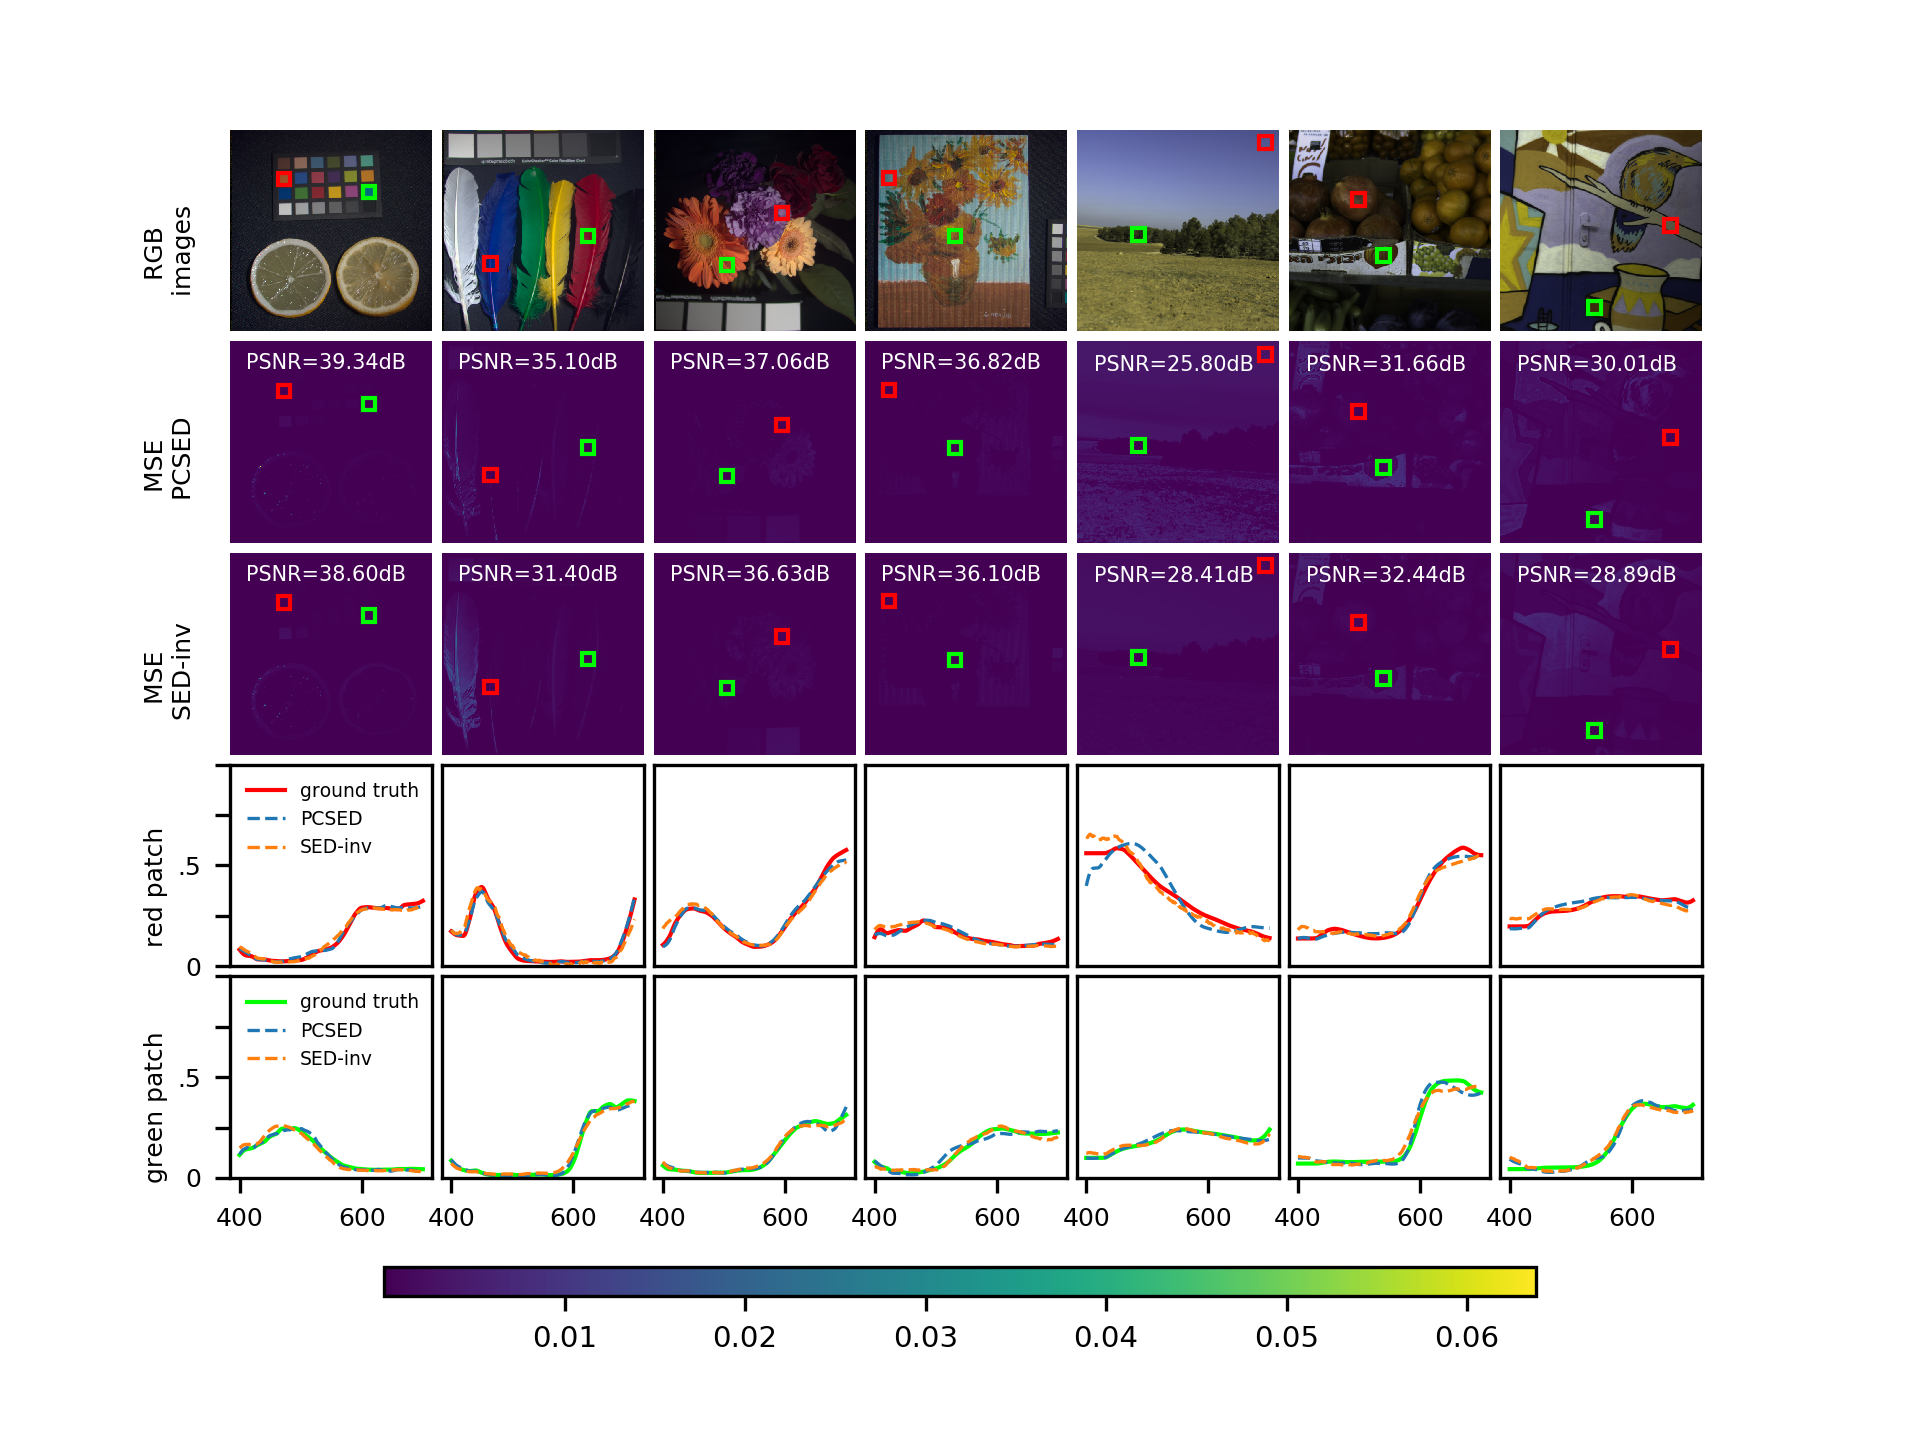 RGB
images
PSNR=39.34dB
PSNR=35.10dB
PSNR=37.06dB
PSNR=36.82dB
PSNR=25.80dB
PSNR=31.66dB
PSNR=30.01dB
MSE
PCSED
PSNR=38.60dB
PSNR=31.40dB
PSNR=36.63dB
PSNR=36.10dB
PSNR=28.41dB
PSNR=32.44dB
PSNR=28.89dB
MSE
SED-inv
red patch
.5
0
ground truth
PCSED
SED-inv
green patch
.5
0
ground truth
PCSED
SED-inv
400 600 400 600 400 600 400 600 400 600 400 600 400 600
0.01 0.02 0.03 0.04 0.05 0.06